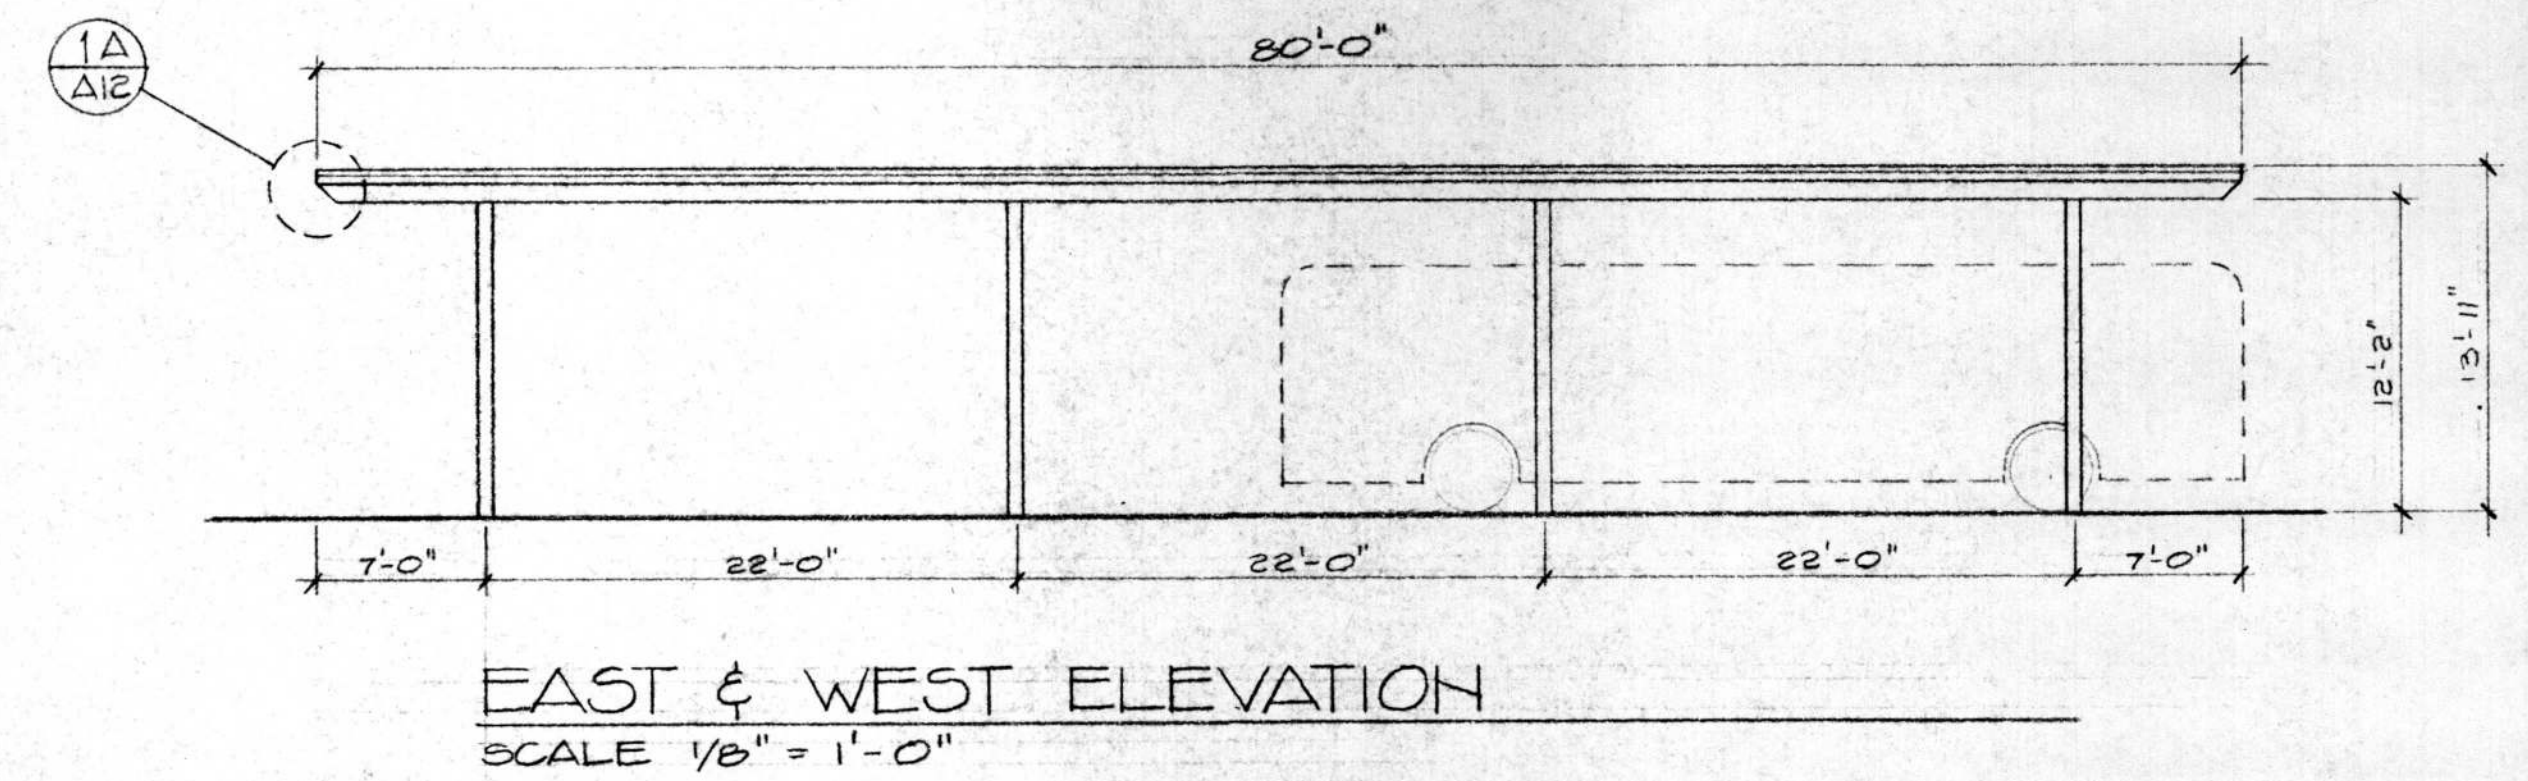 1A
A12
80'-0"
12'-2"
13'-11"
7'-0"
22'-0"
22'-0"
22'-0"
7'-0"
EAST & WEST ELEVATION
SCALE 1/8" = 1'-0"